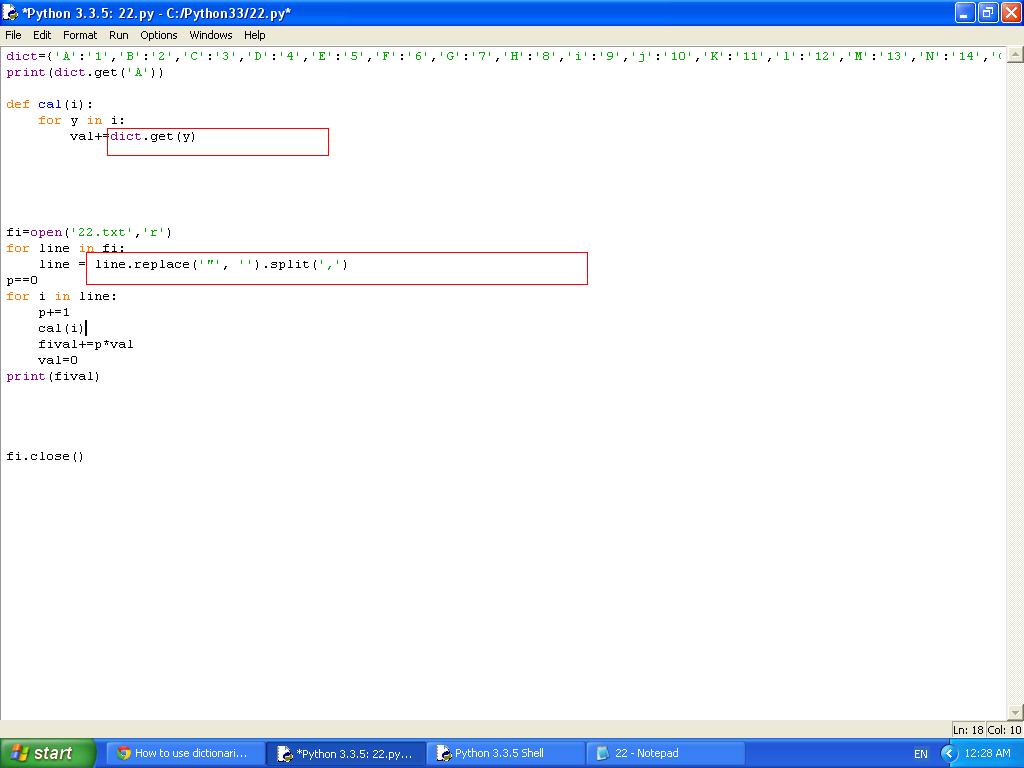 *Python 3.3.5: 22.py - C:/Python33/22.py*
File Edit Format Run Options Windows Help
dict={'A':'1','B':'2','C':'3','D':'4','E':'5','F':'6','G':'7','H':'8','i':'9','j':'10','K':'11','l':'12','M':'13','N':'14','
print(dict.get('A'))
def cal(i):
    for y in i:
        val+=dict.get(y)
fi=open('22.txt','r')
for line in fi:
    line = line.replace('"', '').split(',')
p==0
for i in line:
    p+=1
    cal(i)
    fival+=p*val
    val=0
print(fival)
fi.close()
Ln: 18 Col: 10
start How to use dictionari... *Python 3.3.5: 22.py... Python 3.3.5 Shell 22 - Notepad EN 12:28 AM